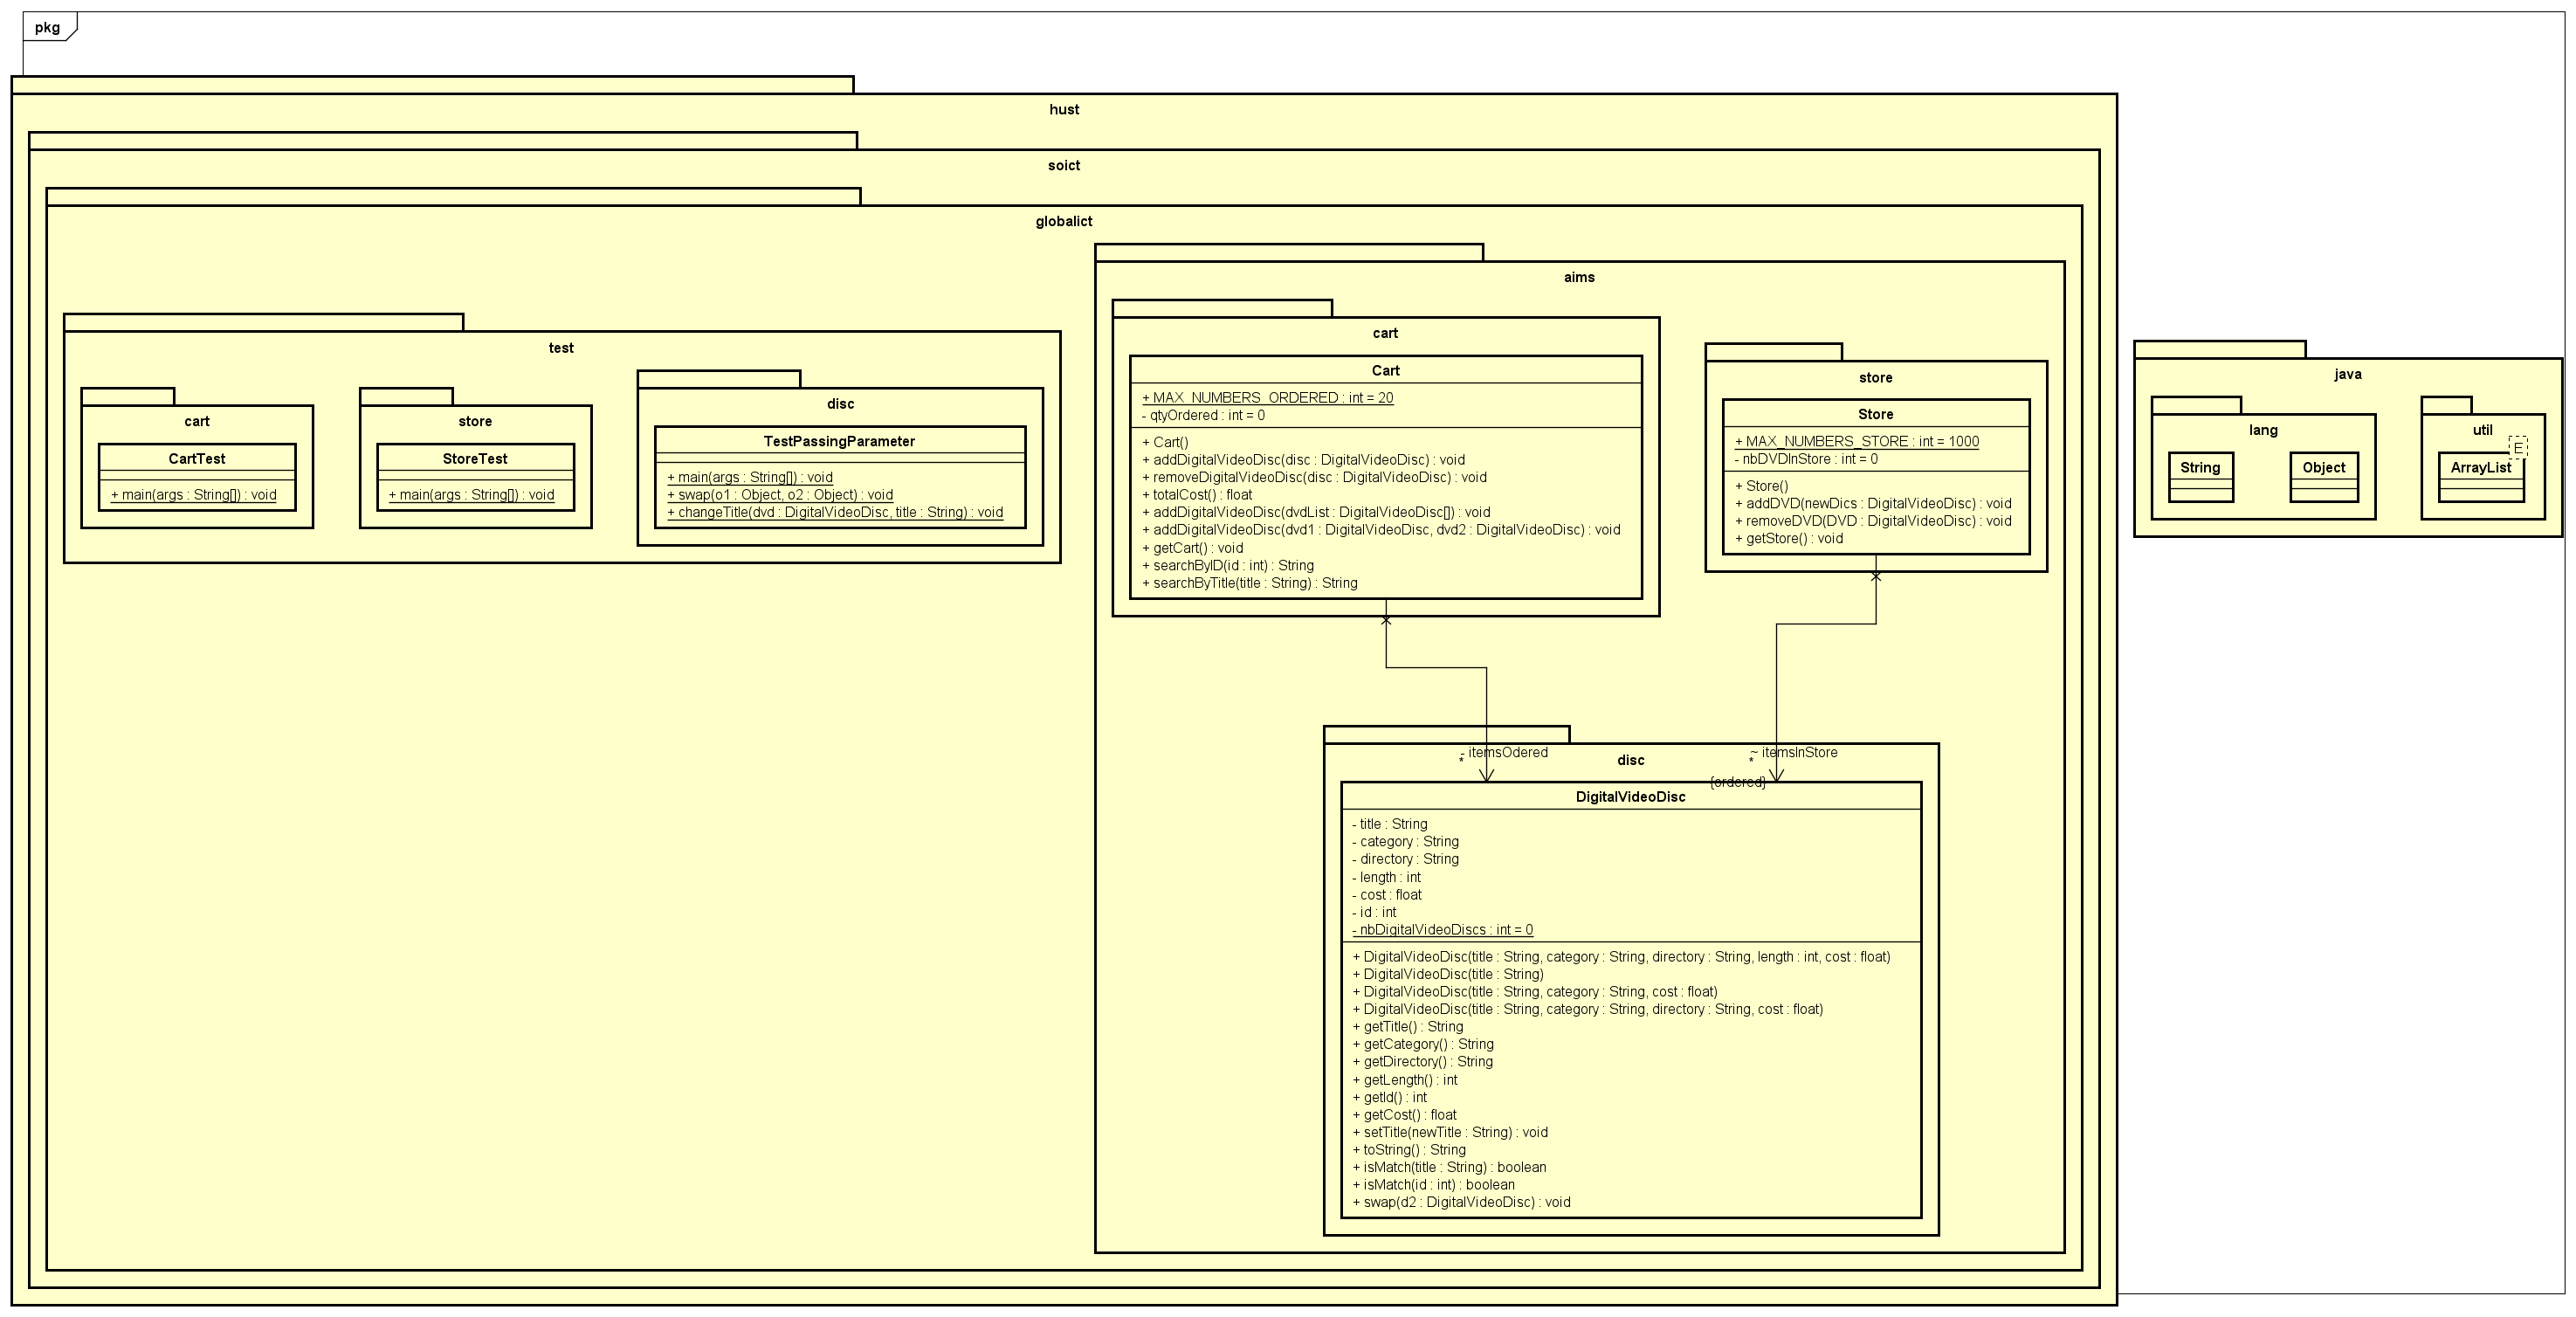 pkg
hust
soict
globalict
test
cart
CartTest
+ main(args : String[]) : void
store
StoreTest
+ main(args : String[]) : void
disc
TestPassingParameter
+ main(args : String[]) : void
+ swap(o1 : Object, o2 : Object) : void
+ changeTitle(dvd : DigitalVideoDisc, title : String) : void
aims
cart
Cart
+ MAX_NUMBERS_ORDERED : int = 20
- qtyOrdered : int = 0
+ Cart()
+ addDigitalVideoDisc(disc : DigitalVideoDisc) : void
+ removeDigitalVideoDisc(disc : DigitalVideoDisc) : void
+ totalCost() : float
+ addDigitalVideoDisc(dvdList : DigitalVideoDisc[]) : void
+ addDigitalVideoDisc(dvd1 : DigitalVideoDisc, dvd2 : DigitalVideoDisc) : void
+ getCart() : void
+ searchByID(id : int) : String
+ searchByTitle(title : String) : String
store
Store
+ MAX_NUMBERS_STORE : int = 1000
- nbDVDInStore : int = 0
+ Store()
+ addDVD(newDics : DigitalVideoDisc) : void
+ removeDVD(DVD : DigitalVideoDisc) : void
+ getStore() : void
- itemsOdered
*
~ itemsInStore
*
{ordered}
disc
DigitalVideoDisc
- title : String
- category : String
- directory : String
- length : int
- cost : float
- id : int
- nbDigitalVideoDiscs : int = 0
+ DigitalVideoDisc(title : String, category : String, directory : String, length : int, cost : float)
+ DigitalVideoDisc(title : String)
+ DigitalVideoDisc(title : String, category : String, cost : float)
+ DigitalVideoDisc(title : String, category : String, directory : String, cost : float)
+ getTitle() : String
+ getCategory() : String
+ getDirectory() : String
+ getLength() : int
+ getId() : int
+ getCost() : float
+ setTitle(newTitle : String) : void
+ toString() : String
+ isMatch(title : String) : boolean
+ isMatch(id : int) : boolean
+ swap(d2 : DigitalVideoDisc) : void
java
lang
String
Object
util
E
ArrayList